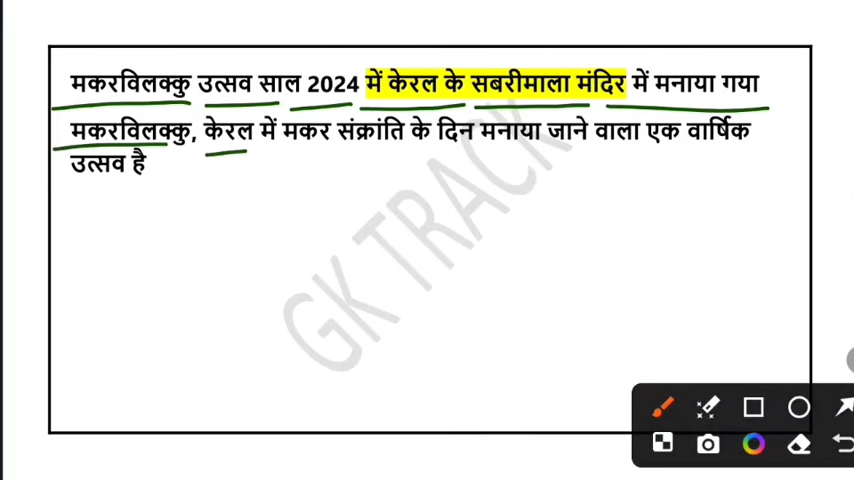 मकरविलक्कु उत्सव साल 2024 में केरल के सबरीमाला मंदिर में मनाया गया
मकरविलक्कु, केरल में मकर संक्रांति के दिन मनाया जाने वाला एक वार्षिक
उत्सव है
GK TRACK